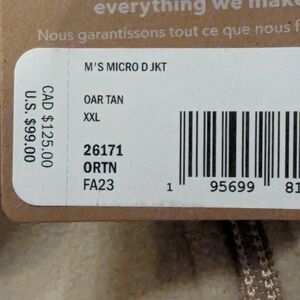 everything we make
Nous garantissons tout ce que nous f
CAD $125.00
U.S. $99.00
M'S MICRO D JKT
OAR TAN
XXL
26171
ORTN
FA23
1 95699 81